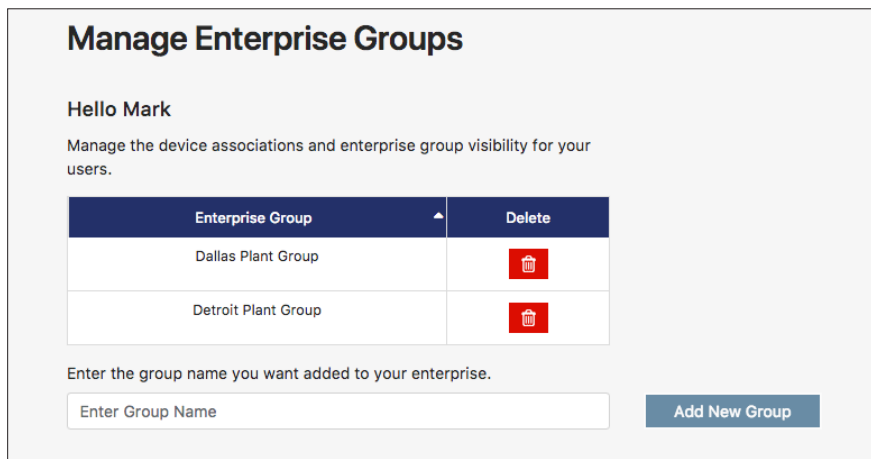 Manage Enterprise Groups
Hello Mark
Manage the device associations and enterprise group visibility for your
users.
Enterprise Group Delete
Dallas Plant Group
Detroit Plant Group
Enter the group name you want added to your enterprise.
Enter Group Name Add New Group